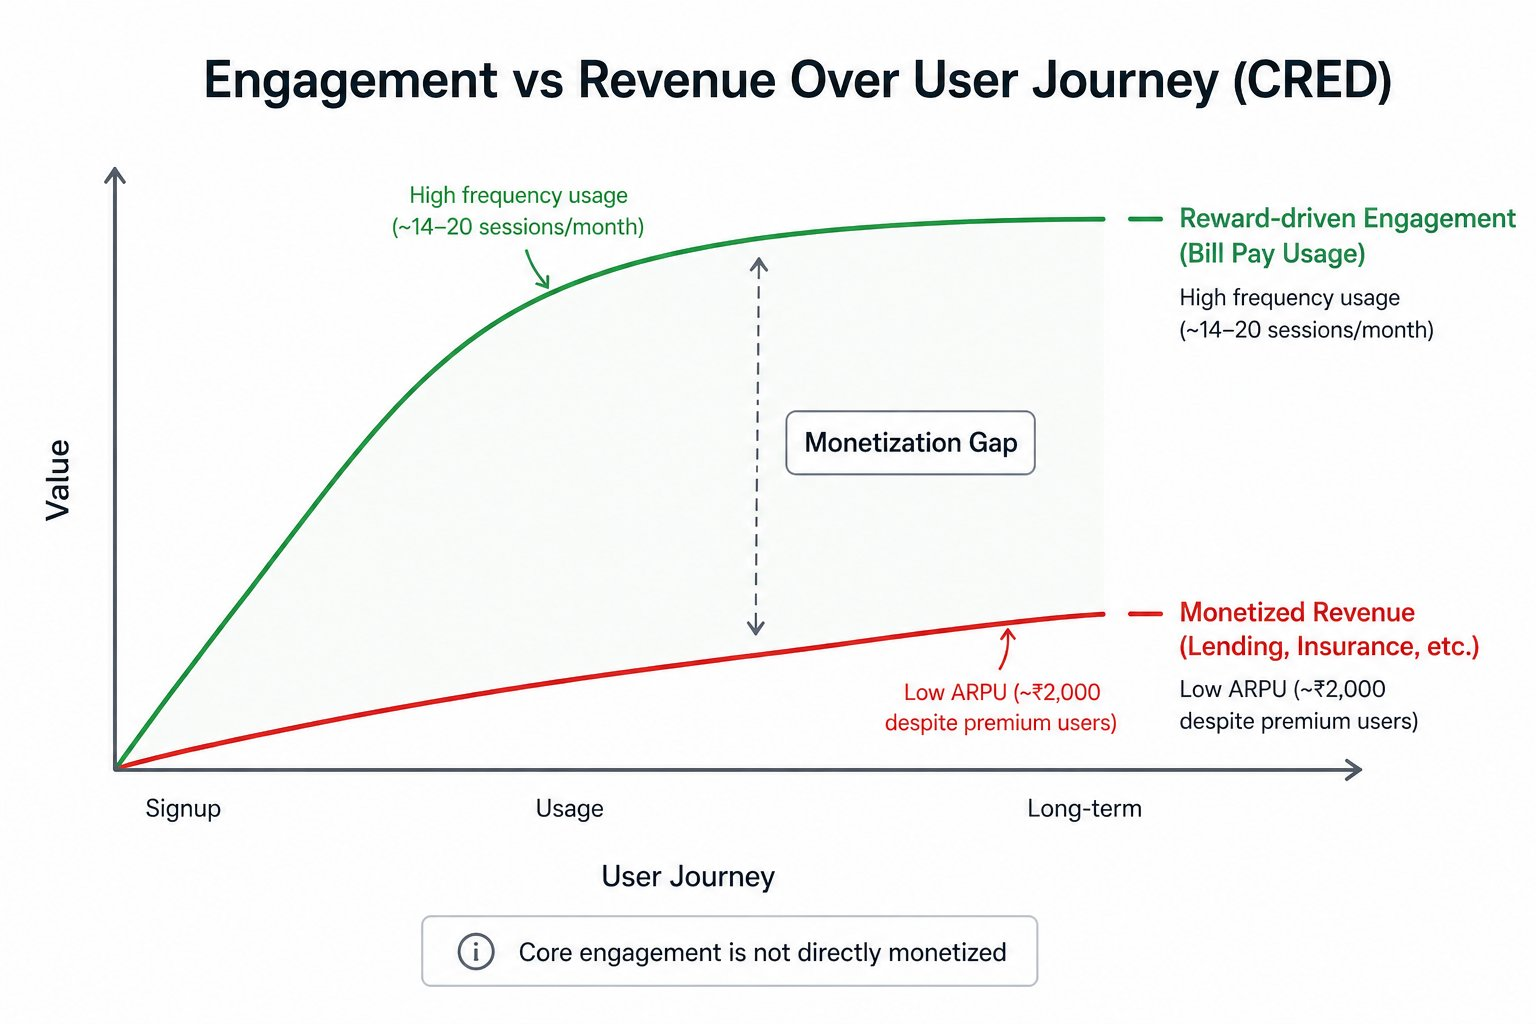 Engagement vs Revenue Over User Journey (CRED)
High frequency usage
(~14–20 sessions/month)
Reward-driven Engagement
(Bill Pay Usage)
High frequency usage
(~14–20 sessions/month)
Value
Monetization Gap
Monetized Revenue
(Lending, Insurance, etc.)
Low ARPU (~₹2,000
despite premium users)
Low ARPU (~₹2,000
despite premium users)
Signup
Usage
Long-term
User Journey
Core engagement is not directly monetized